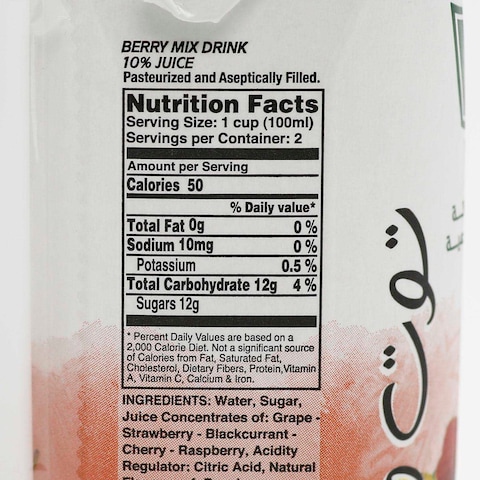 BERRY MIX DRINK
10% JUICE
Pasteurized and Aseptically Filled.
Nutrition Facts
Serving Size: 1 cup (100ml)
Servings per Container: 2
Amount per Serving
Calories 50
% Daily value*
Total Fat 0g 0 %
Sodium 10mg 0 %
Potassium 0.5 %
Total Carbohydrate 12g 4 %
Sugars 12g
* Percent Daily Values are based on a
2,000 Calorie Diet. Not a significant source
of Calories from Fat, Saturated Fat,
Cholesterol, Dietary Fibers, Protein,Vitamin
A, Vitamin C, Calcium & Iron.
INGREDIENTS: Water, Sugar,
Juice Concentrates of: Grape -
Strawberry - Blackcurrant -
Cherry - Raspberry, Acidity
Regulator: Citric Acid, Natural
توت